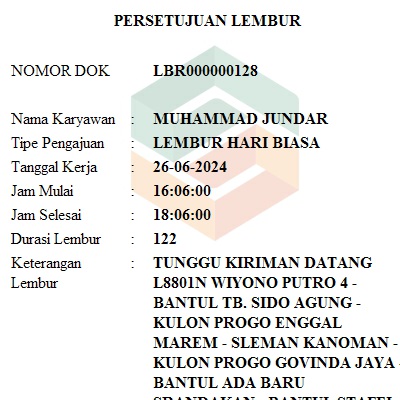 PERSETUJUAN LEMBUR
NOMOR DOK LBR000000128
Nama Karyawan : MUHAMMAD JUNDAR
Tipe Pengajuan : LEMBUR HARI BIASA
Tanggal Kerja : 26-06-2024
Jam Mulai : 16:06:00
Jam Selesai : 18:06:00
Durasi Lembur : 122
Keterangan : TUNGGU KIRIMAN DATANG
Lembur L8801N WIYONO PUTRO 4 -
BANTUL TB. SIDO AGUNG -
KULON PROGO ENGGAL
MAREM - SLEMAN KANOMAN -
KULON PROGO GOVINDA JAYA -
BANTUL ADA BARU
SRANDAKAN - BANTUL STAFFL